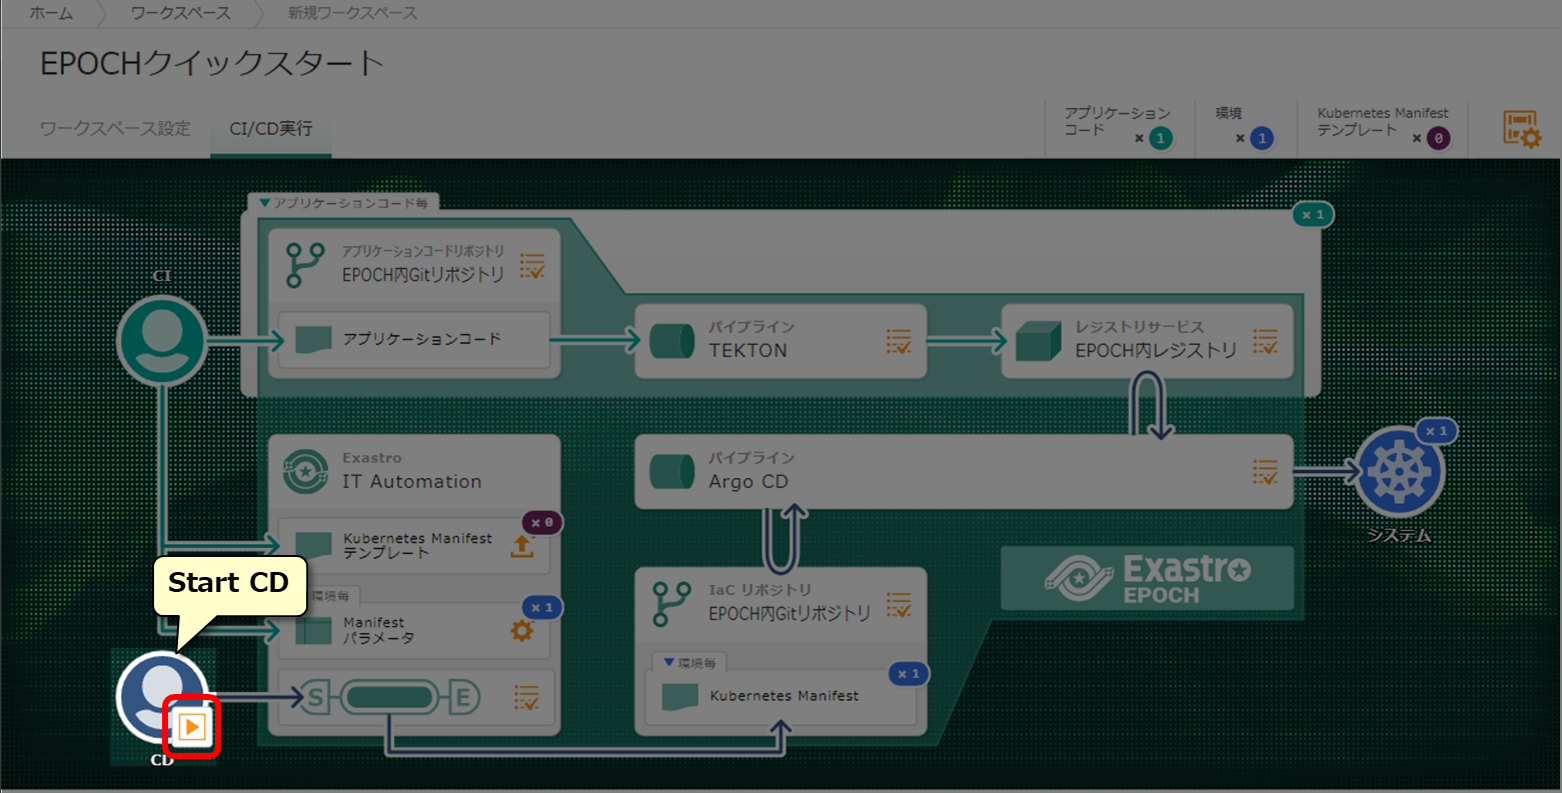 ホーム
ワークスペース
新規ワークスペース
EPOCHクイックスタート
ワークスペース設定
CI/CD実行
アプリケーション
コード
× 1
環境
× 1
Kubernetes Manifest
テンプレート
× 0
▼アプリケーションコード毎
× 1
アプリケーションコードリポジトリ
EPOCH内Gitリポジトリ
CI
アプリケーションコード
パイプライン
TEKTON
レジストリサービス
EPOCH内レジストリ
Exastro
IT Automation
パイプライン
Argo CD
× 1
システム
× 0
Kubernetes Manifest
テンプレート
Exastro
EPOCH
Start CD
環境毎
× 1
Manifest
パラメータ
IaC リポジトリ
EPOCH内Gitリポジトリ
▼環境毎
× 1
Kubernetes Manifest
S
E
CD